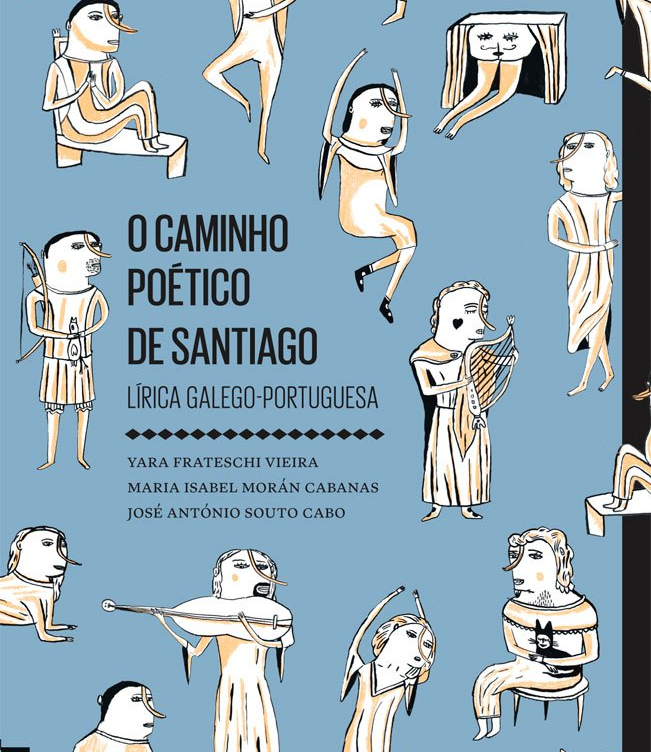 O CAMINHO
POÉTICO
DE SANTIAGO
LÍRICA GALEGO-PORTUGUESA
YARA FRATESCHI VIEIRA
MARIA ISABEL MORÁN CABANAS
JOSÉ ANTÓNIO SOUTO CABO